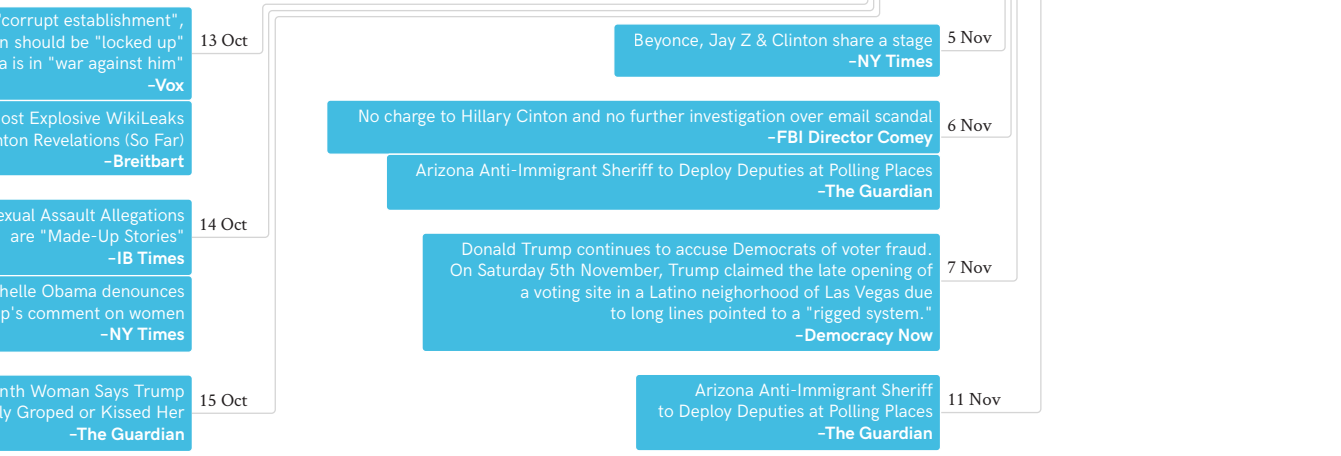 "corrupt establishment",
should be "locked up"
is in "war against him"
–Vox
13 Oct
Explosive WikiLeaks
Revelations (So Far)
–Breitbart
Assault Allegations
are "Made-Up Stories"
–IB Times
14 Oct
Obama denounces
comment on women
–NY Times
Woman Says Trump
Groped or Kissed Her
–The Guardian
15 Oct
Beyonce, Jay Z & Clinton share a stage
–NY Times
5 Nov
No charge to Hillary Cinton and no further investigation over email scandal
–FBI Director Comey
6 Nov
Arizona Anti-Immigrant Sheriff to Deploy Deputies at Polling Places
–The Guardian
Donald Trump continues to accuse Democrats of voter fraud.
On Saturday 5th November, Trump claimed the late opening of
a voting site in a Latino neighorhood of Las Vegas due
to long lines pointed to a "rigged system."
–Democracy Now
7 Nov
Arizona Anti-Immigrant Sheriff
to Deploy Deputies at Polling Places
–The Guardian
11 Nov